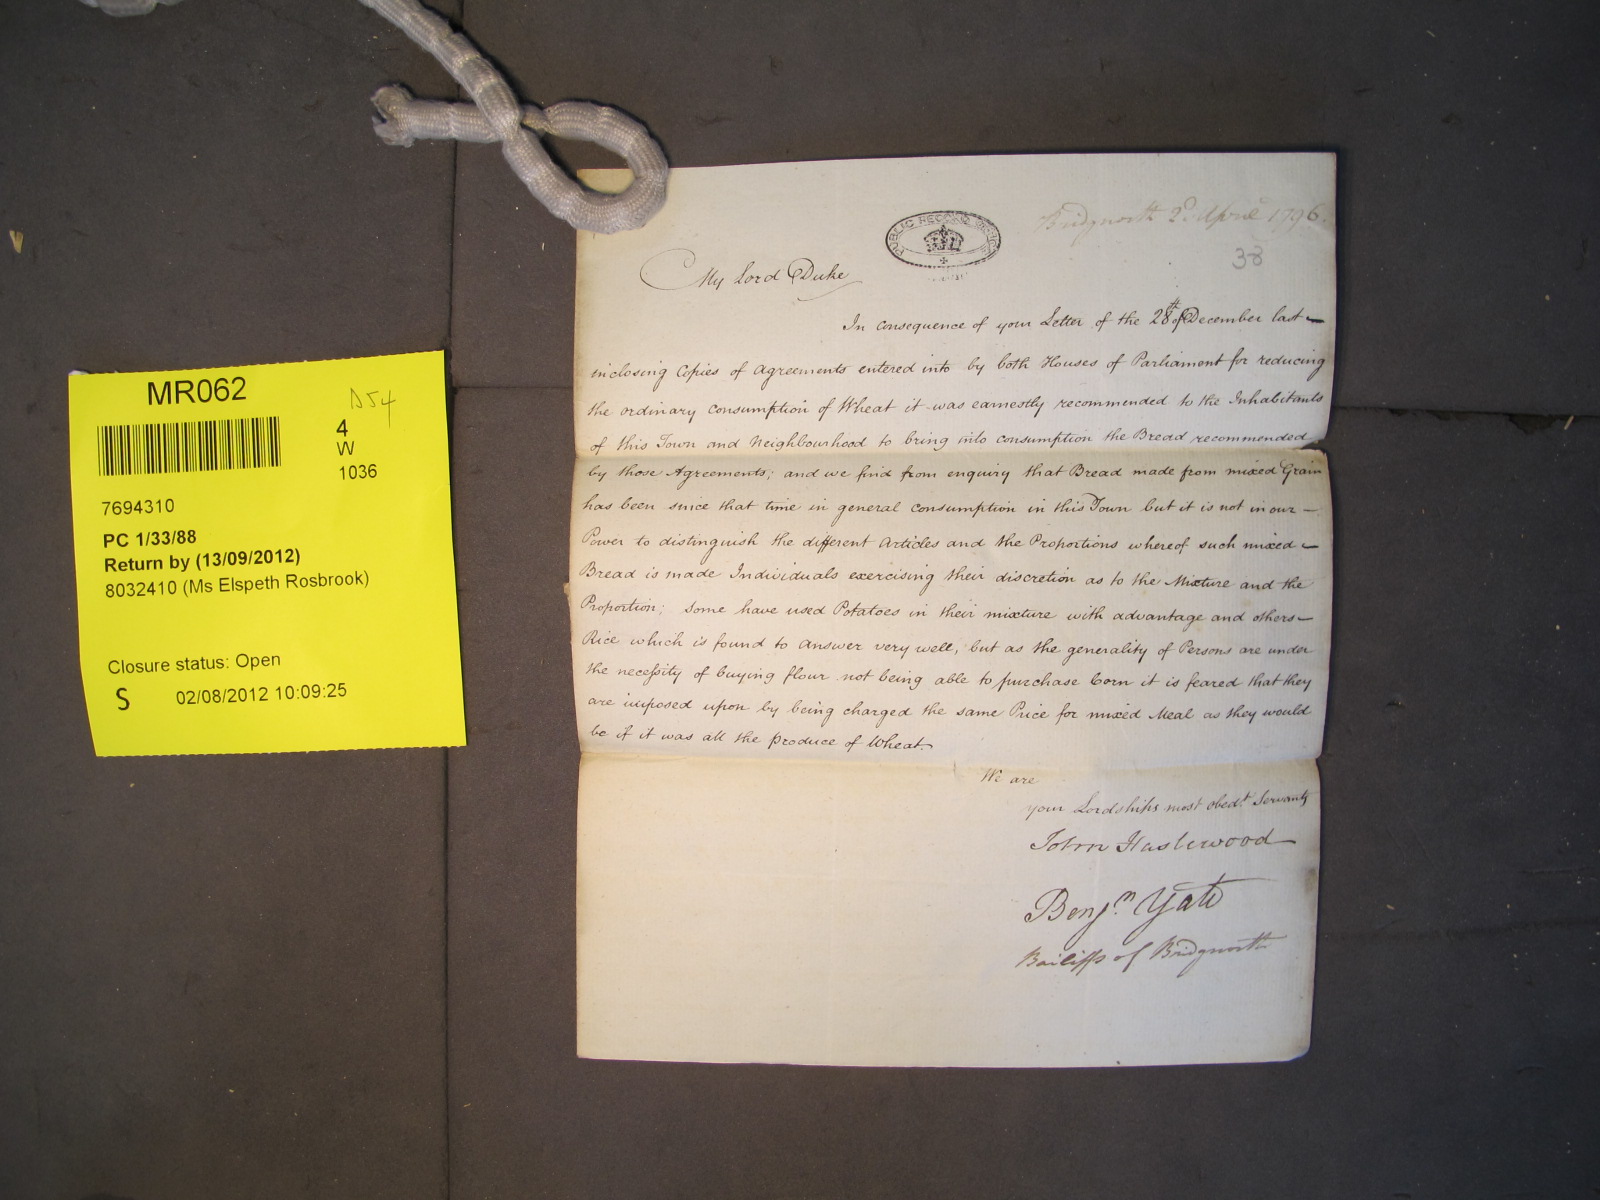 PUBLIC RECORD OFFICE
Bridgnorth 2d. April 1796.
38
My Lord Duke
In consequence of your Letter of the 28th of December last —
inclosing Copies of Agreements entered into by both Houses of Parliament for reducing
the ordinary consumption of Wheat it was earnestly recommended to the Inhabitants
of this Town and Neighbourhood to bring into consumption the Bread recommended
by those Agreements; and we find from enquiry that Bread made from mixed Grain
has been since that time in general consumption in this Town but it is not in our —
Power to distinguish the different Articles and the Proportions whereof such mixed —
Bread is made Individuals exercising their discretion as to the Mixture and the
Proportion; some have used Potatoes in their mixture with advantage and others —
Rice which is found to answer very well, but as the generality of Persons are under
the necessity of buying flour not being able to purchase Corn it is feared that they
are imposed upon by being charged the same Price for mixed Meal as they would
be if it was all the produce of Wheat.
We are
your Lordships most obedt. Servants
John Haslewood
Benjn. Yate
Bailiffs of Bridgnorth
MR062
D54
4
W
1036
7694310
PC 1/33/88
Return by (13/09/2012)
8032410 (Ms Elspeth Rosbrook)
Closure status: Open
S 02/08/2012 10:09:25